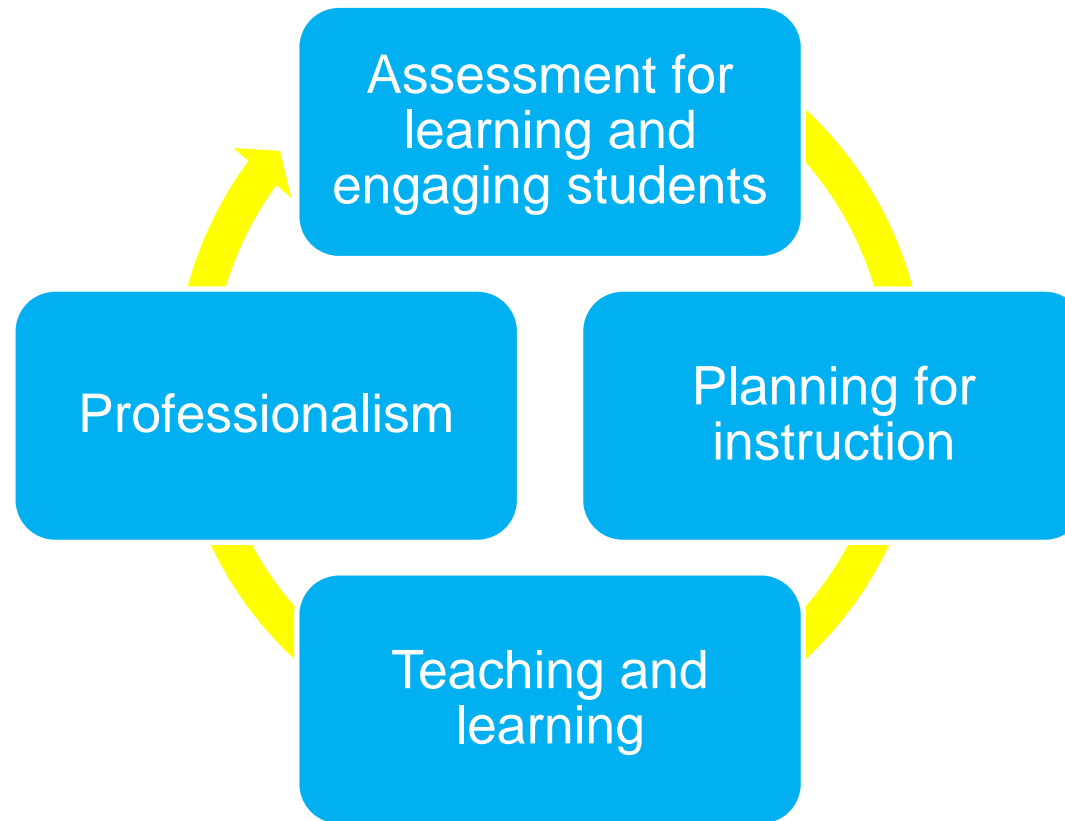 Assessment for
learning and
engaging students
Professionalism
Planning for
instruction
Teaching and
learning